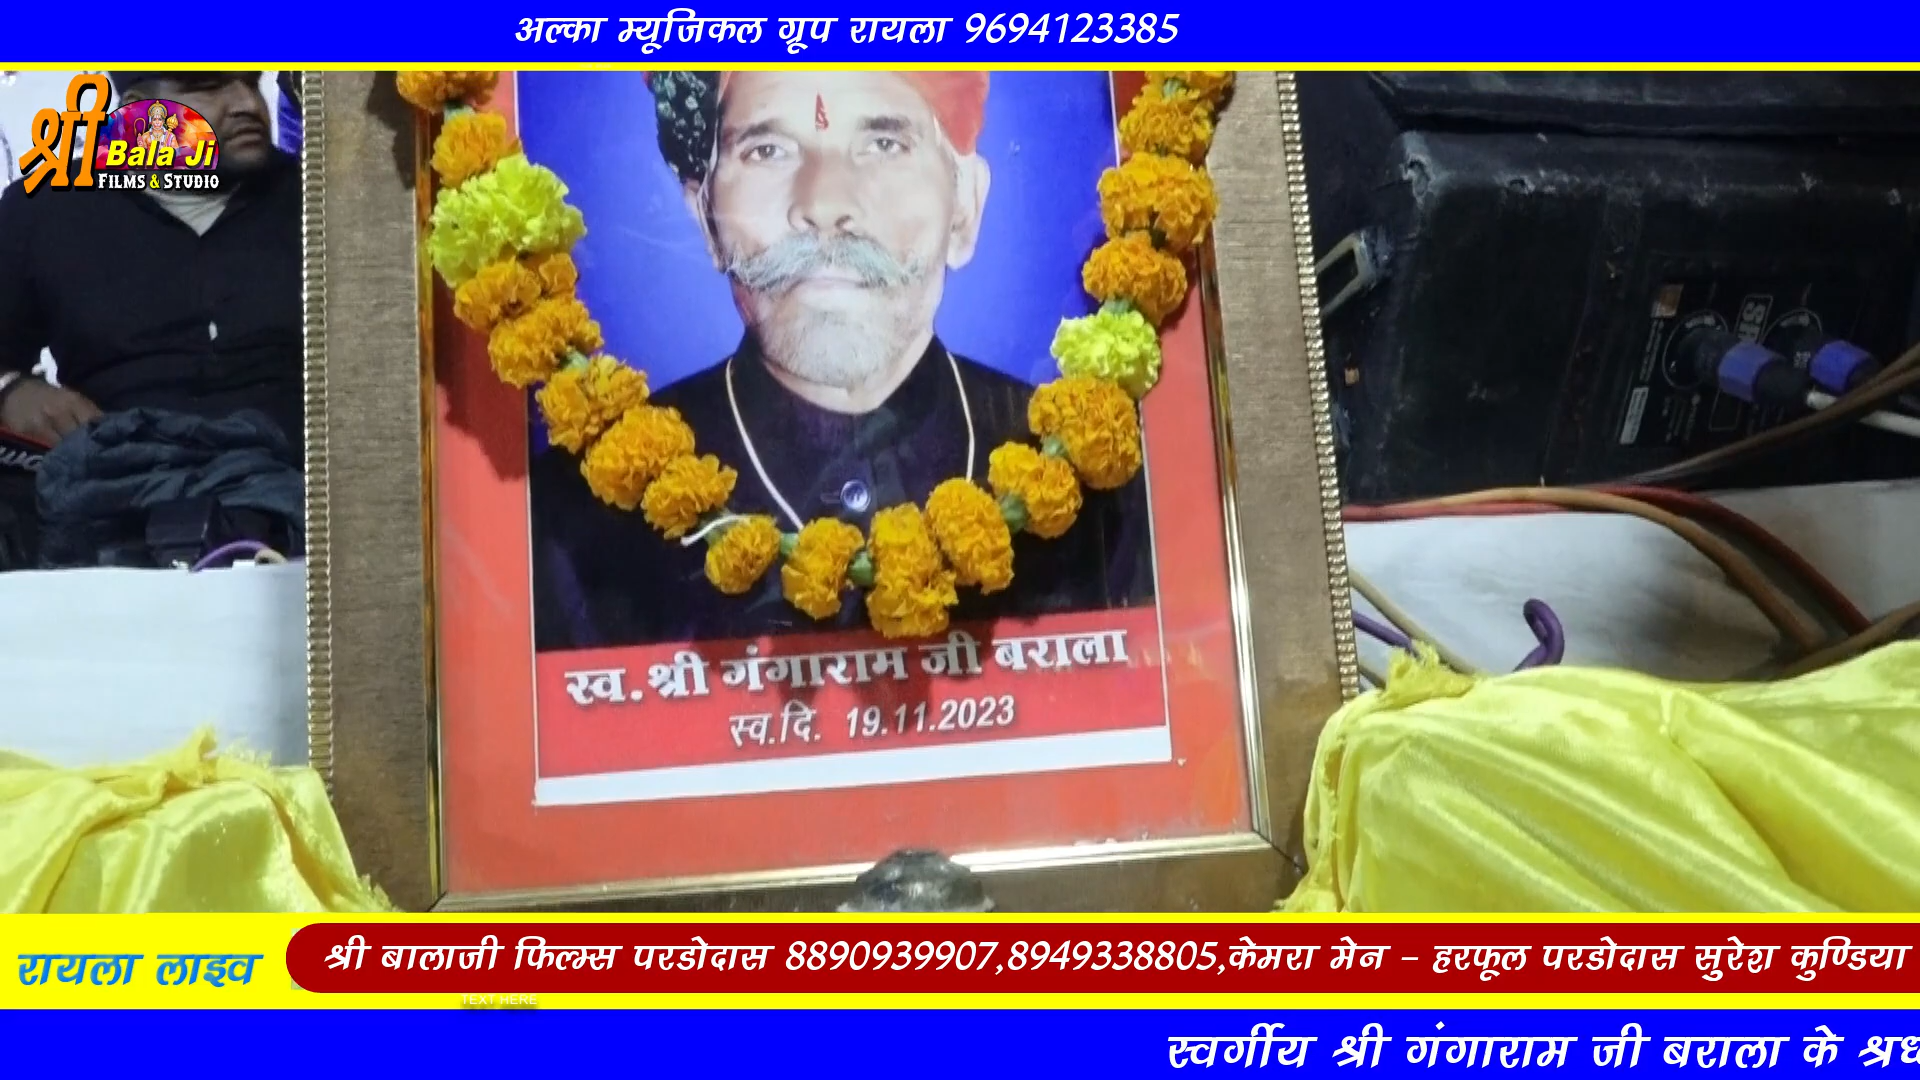 अल्का म्यूजिकल ग्रूप रायला 9694123385
श्री
Bala Ji
FILMS & STUDIO
स्व.श्री गंगाराम जी बराला
स्व.दि. 19.11.2023
रायला लाइव
श्री बालाजी फिल्म्स परडोदास 8890939907,8949338805,केमरा मेन - हरफूल परडोदास सुरेश कुण्डिया
TEXT HERE
स्वर्गीय श्री गंगाराम जी बराला के